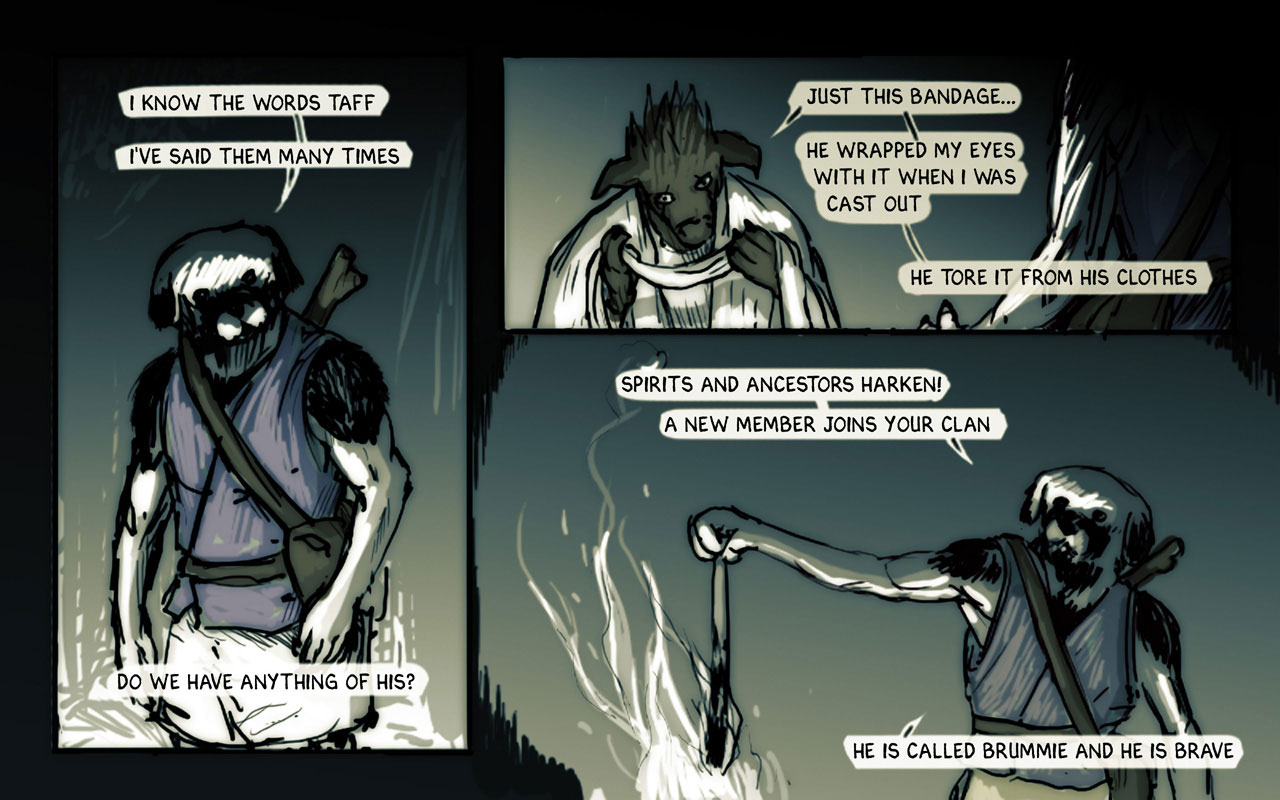 I KNOW THE WORDS TAFF
I'VE SAID THEM MANY TIMES
DO WE HAVE ANYTHING OF HIS?
JUST THIS BANDAGE...
HE WRAPPED MY EYES
WITH IT WHEN I WAS
CAST OUT
HE TORE IT FROM HIS CLOTHES
SPIRITS AND ANCESTORS HARKEN!
A NEW MEMBER JOINS YOUR CLAN
HE IS CALLED BRUMMIE AND HE IS BRAVE